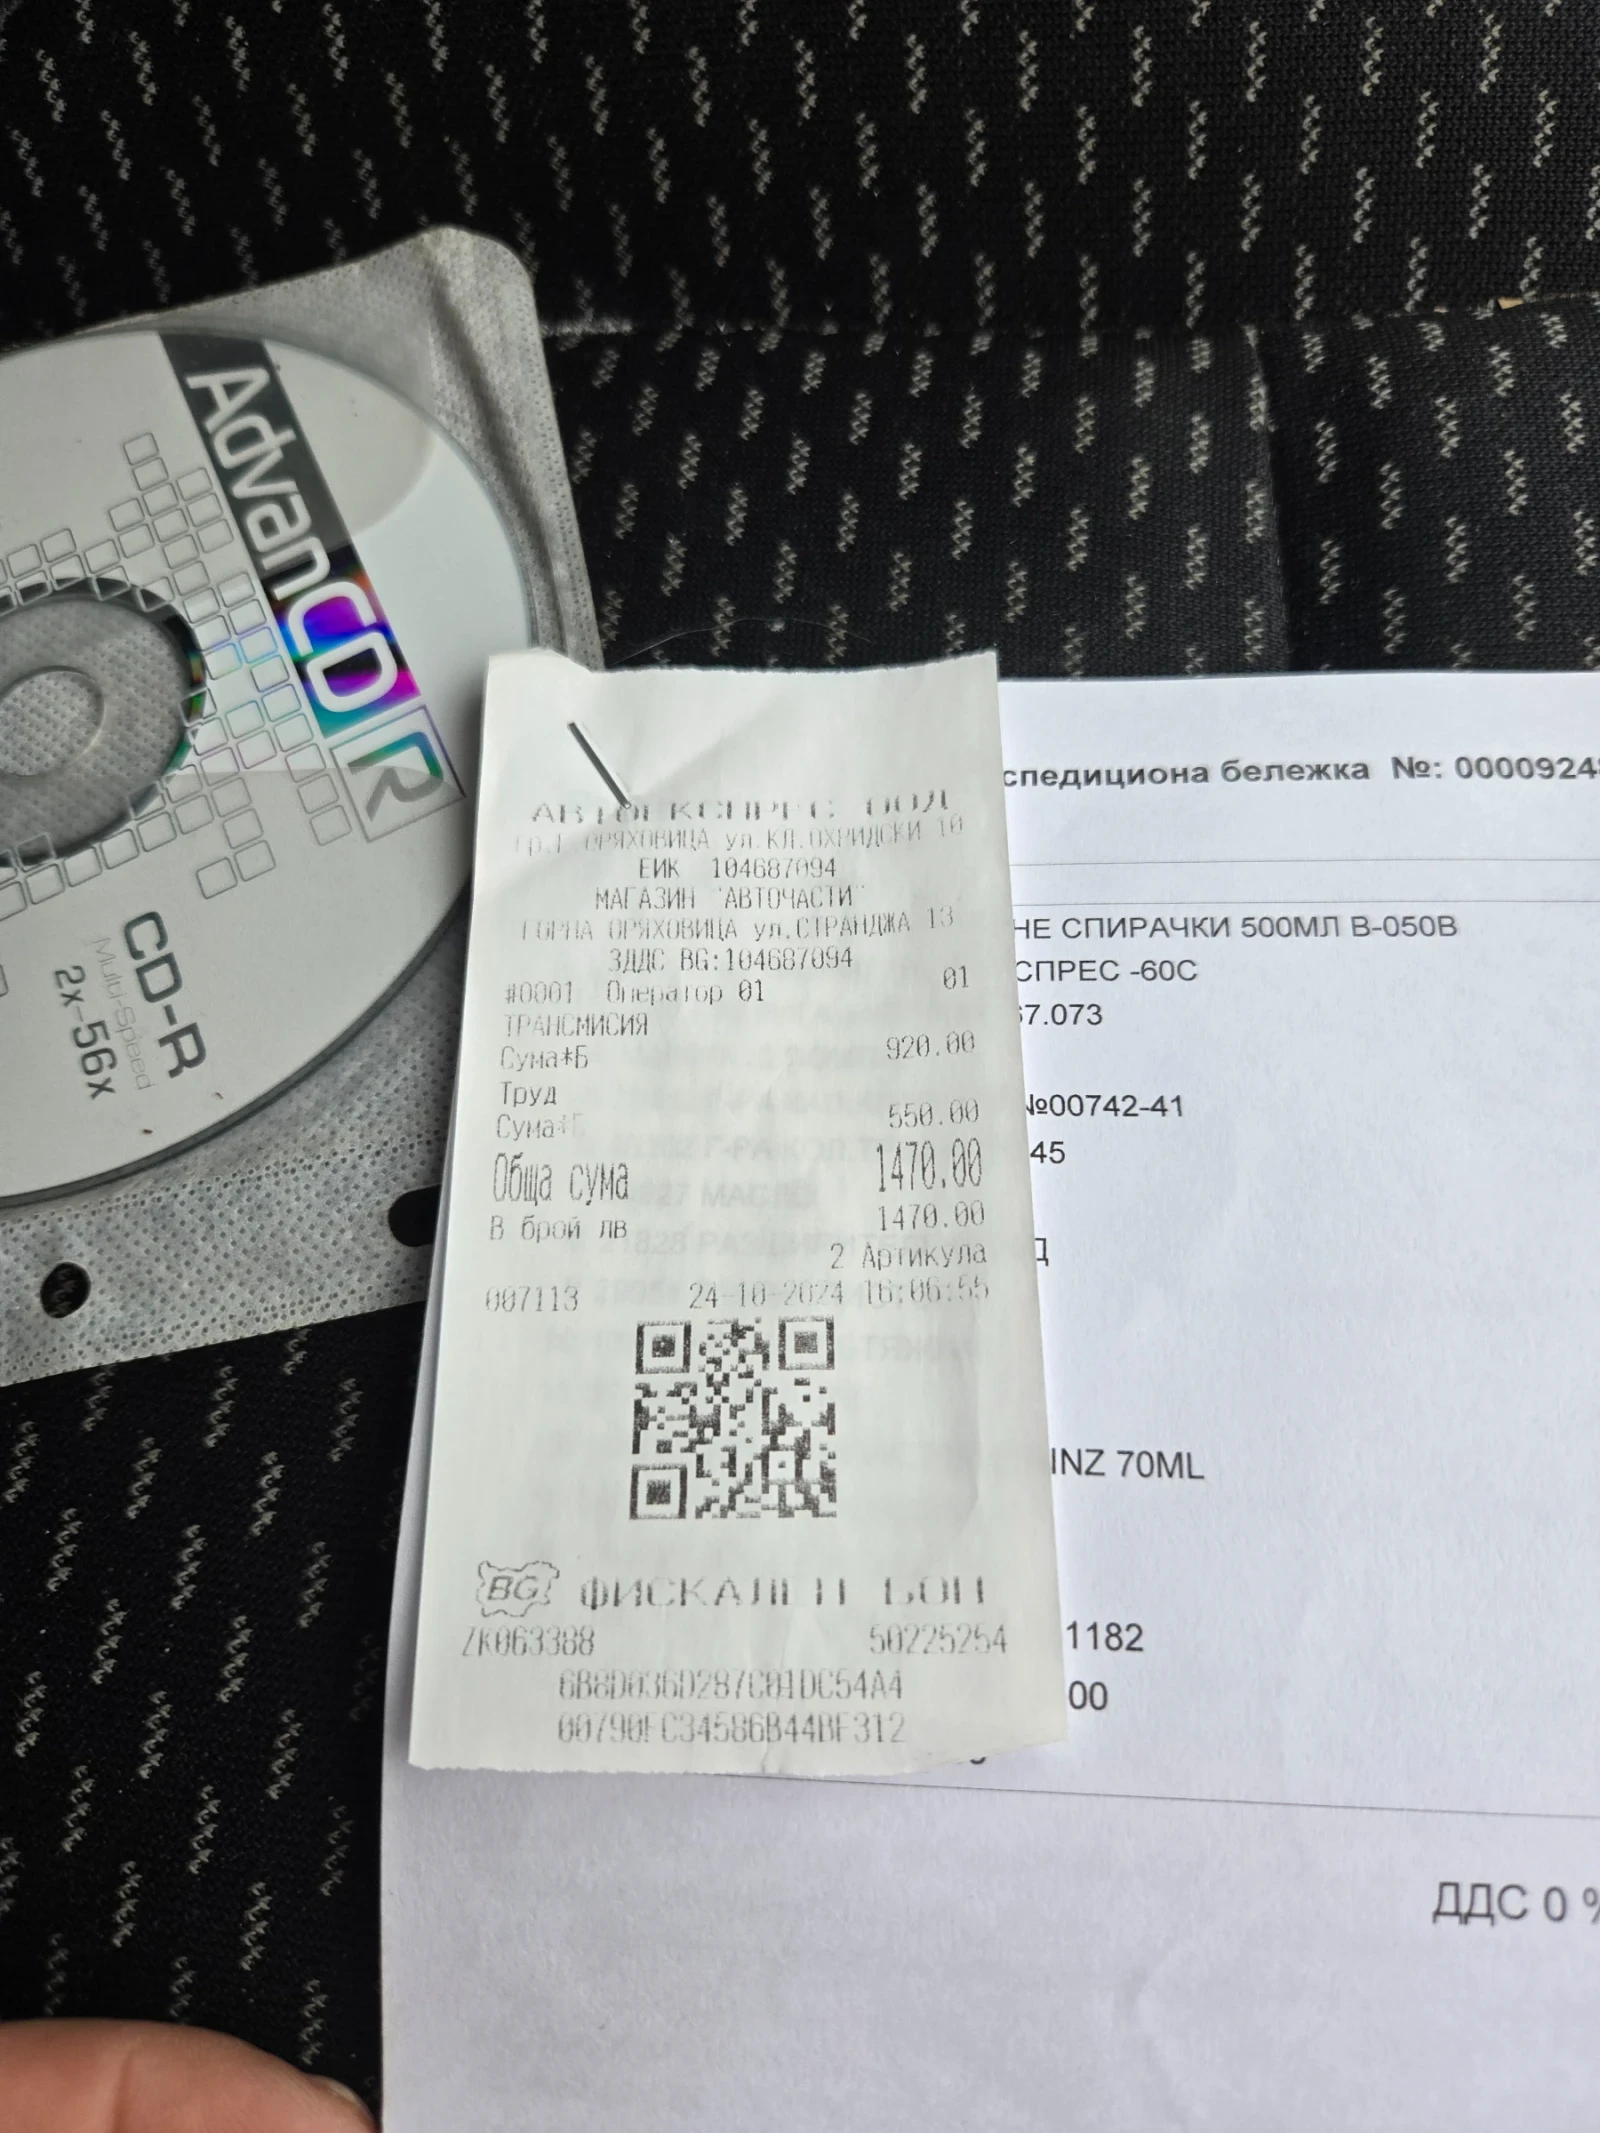 AdvanCD R
CD-R
Multi-Speed
2x-56x
АВТОЕКСПРЕС ООД
гр.Г.ОРЯХОВИЦА ул.КЛ.ОХРИДСКИ 10
ЕИК 104687094
МАГАЗИН "АВТОЧАСТИ"
ГОРНА ОРЯХОВИЦА ул.СТРАНДЖА 13
ЗДДС BG:104687094
#0001 Оператор 01 01
ТРАНСМИСИЯ
Сума*Б 920.00
Труд
Сума*Б 550.00
Обща сума 1470.00
В брой лв 1470.00
2 Артикула
007113 24-10-2024 16:06:55
BG ФИСКАЛЕН БОН
ZK063388 50225254
6B8D036D287C01DC54A4
00790FC34586B44BF312
спедициона бележка №: 0000924
НЕ СПИРАЧКИ 500МЛ B-050B
СПРЕС -60С
7.073
№00742-41
45
Д
INZ 70ML
1182
00
ДДС 0 %